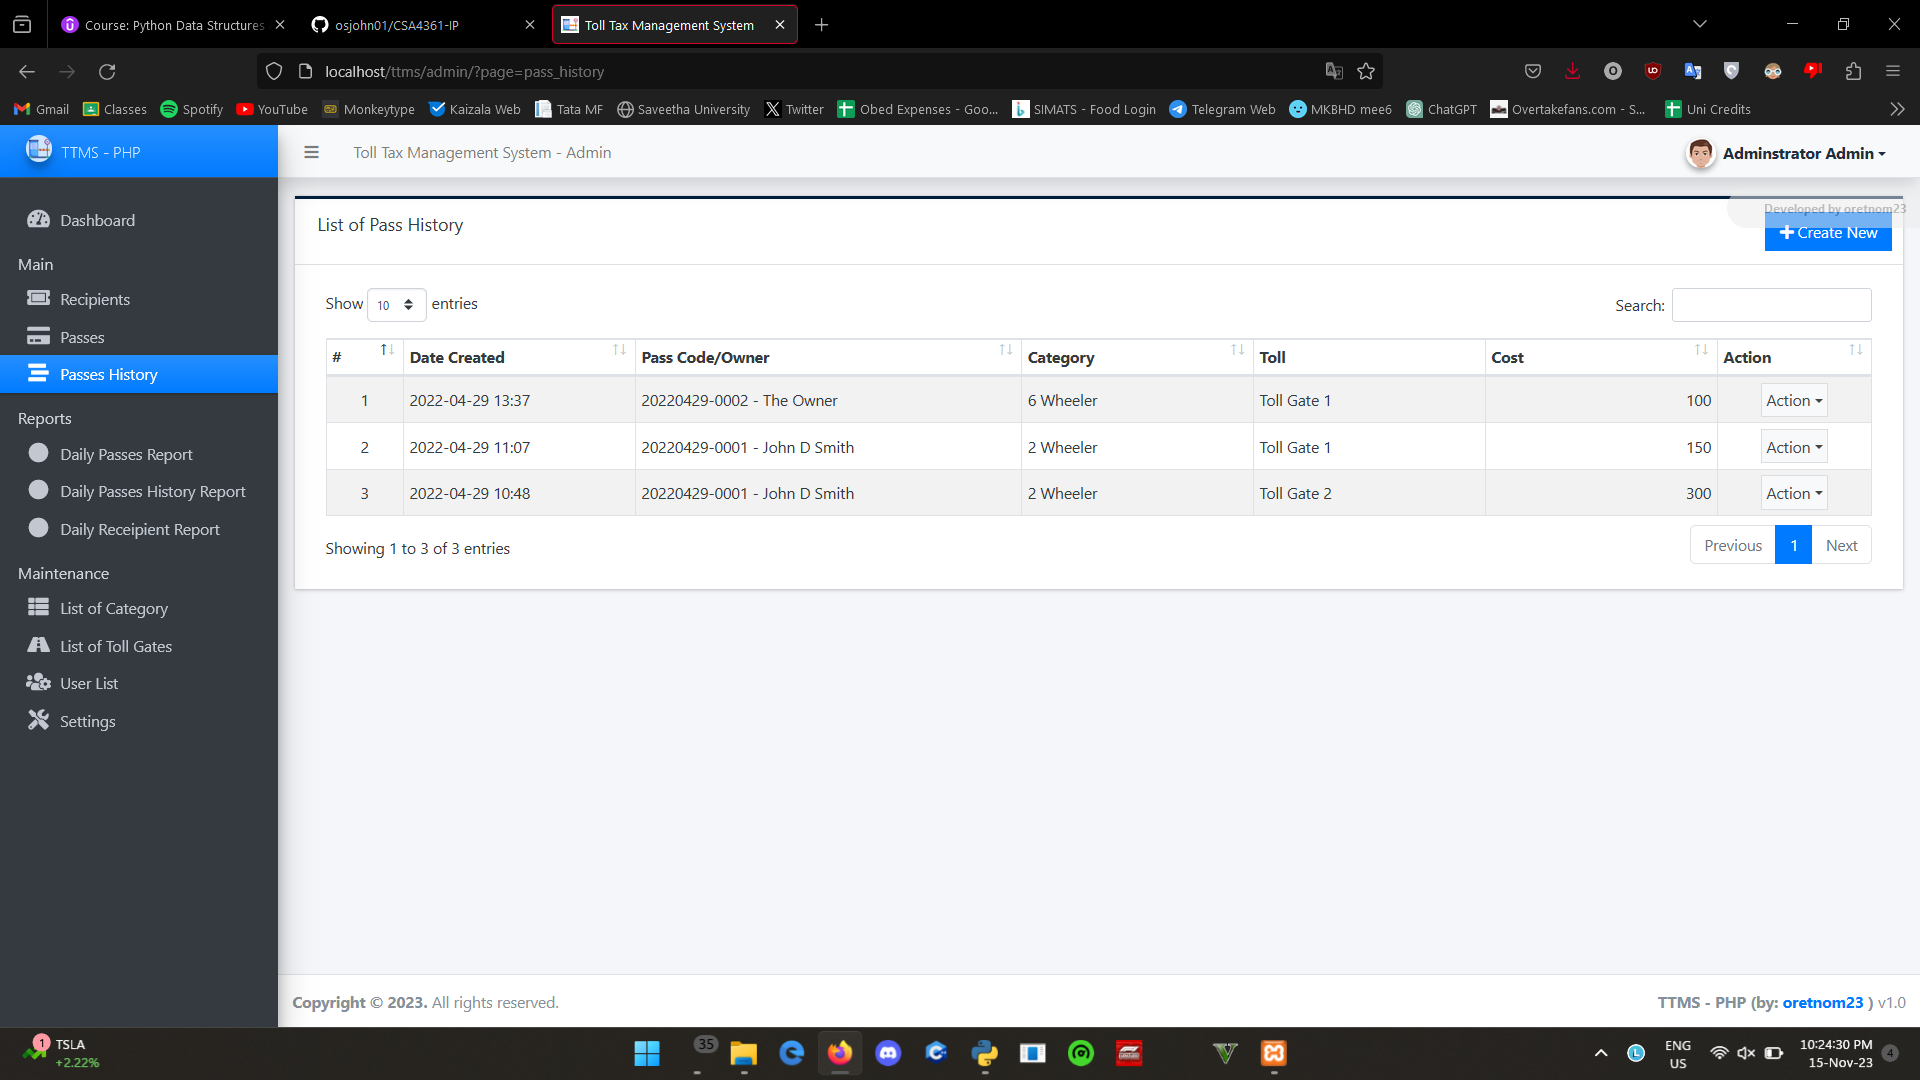 Course: Python Data Structures
osjohn01/CSA4361-IP
Toll Tax Management System
localhost/ttms/admin/?page=pass_history
Gmail Classes Spotify YouTube Monkeytype Kaizala Web Tata MF Saveetha University Twitter Obed Expenses - Goo... SIMATS - Food Login Telegram Web MKBHD mee6 ChatGPT Overtakefans.com - S... Uni Credits
TTMS - PHP
Toll Tax Management System - Admin
Adminstrator Admin
Dashboard
Main
Recipients
Passes
Passes History
Reports
Daily Passes Report
Daily Passes History Report
Daily Receipient Report
Maintenance
List of Category
List of Toll Gates
User List
Settings
Developed by oretnom23
List of Pass History
Create New
Show 10 entries
Search:
# Date Created Pass Code/Owner Category Toll Cost Action
1 2022-04-29 13:37 20220429-0002 - The Owner 6 Wheeler Toll Gate 1 100 Action
2 2022-04-29 11:07 20220429-0001 - John D Smith 2 Wheeler Toll Gate 1 150 Action
3 2022-04-29 10:48 20220429-0001 - John D Smith 2 Wheeler Toll Gate 2 300 Action
Showing 1 to 3 of 3 entries
Previous 1 Next
Copyright © 2023. All rights reserved.
TTMS - PHP (by: oretnom23 ) v1.0
1
TSLA
+2.22%
35
ENG
US
10:24:30 PM
15-Nov-23
4